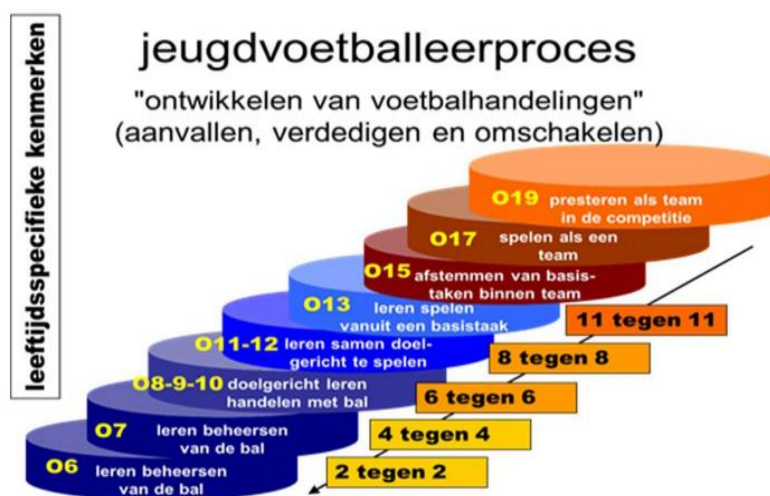 leeftijdsspecifieke kenmerken
jeugdvoetballeerproces
"ontwikkelen van voetbalhandelingen"
(aanvallen, verdedigen en omschakelen)
O19 presteren als team
in de competitie
O17 spelen als een
team
O15 afstemmen van basis-
taken binnen team
O13 leren spelen
vanuit een basistaak
O11-12 leren samen doel-
gericht te spelen
O8-9-10 doelgericht leren
handelen met bal
O7 leren beheersen
van de bal
O6 leren beheersen
van de bal
11 tegen 11
8 tegen 8
6 tegen 6
4 tegen 4
2 tegen 2